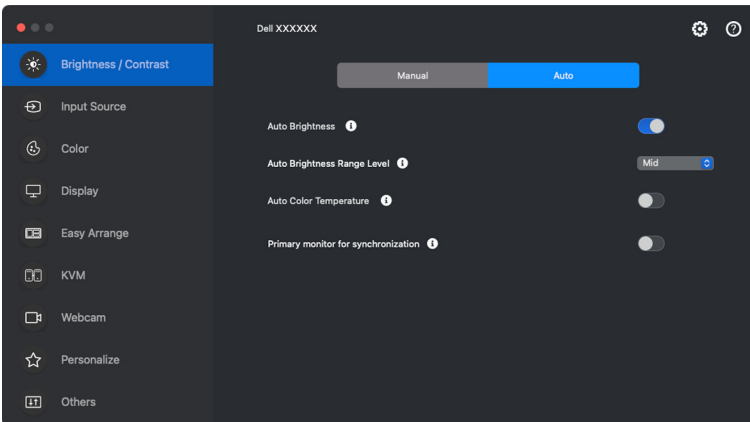 Dell XXXXXX
Brightness / Contrast
Input Source
Color
Display
Easy Arrange
KVM
Webcam
Personalize
Others
Manual
Auto
Auto Brightness
Auto Brightness Range Level
Mid
Auto Color Temperature
Primary monitor for synchronization